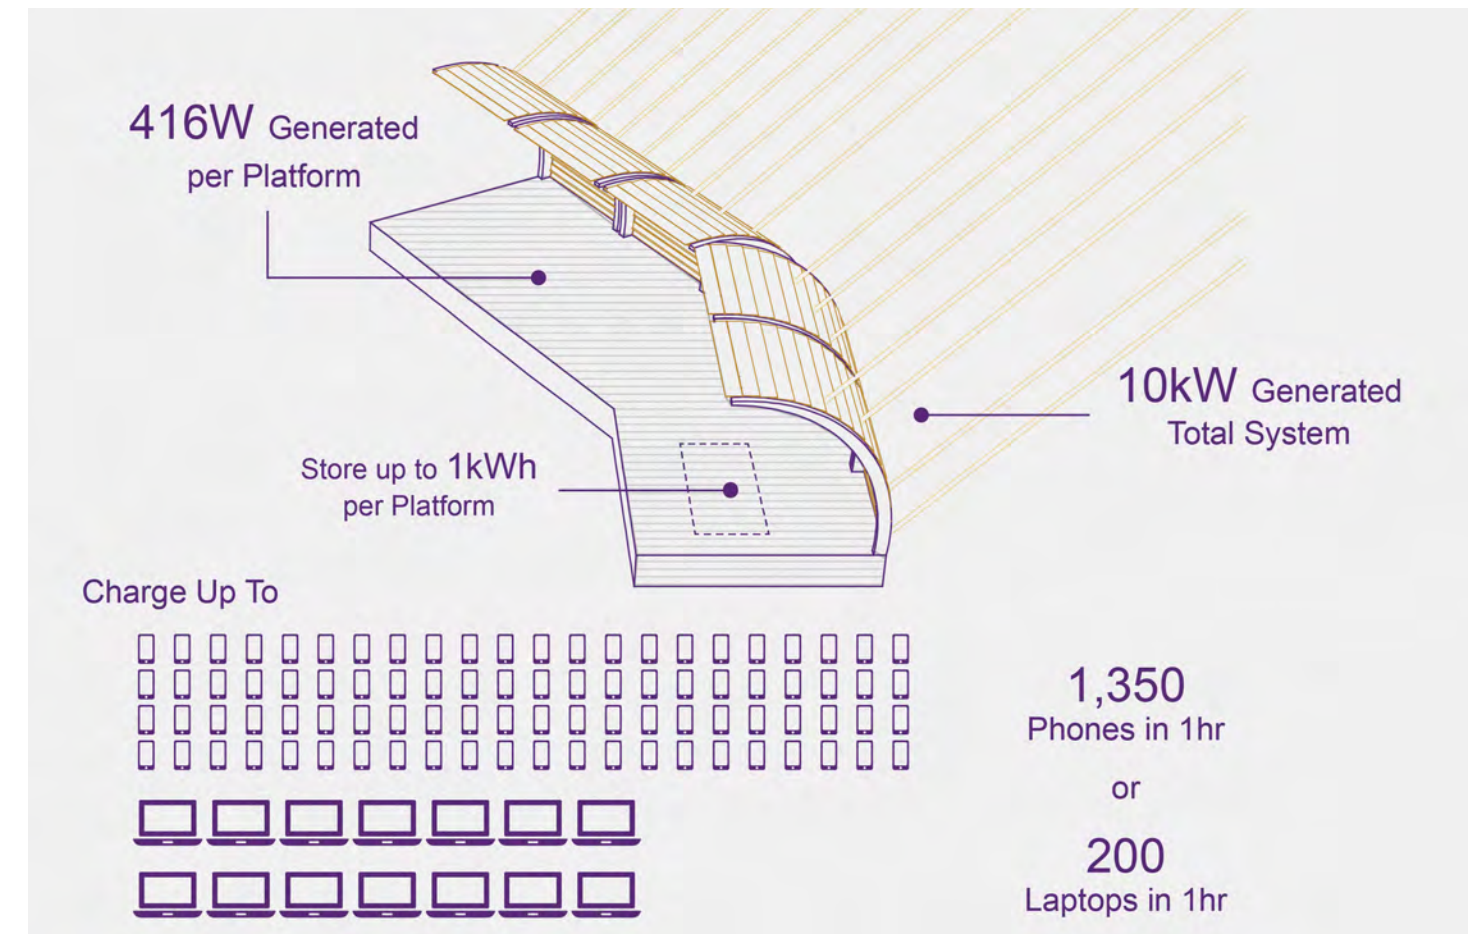 416W Generated
per Platform
10kW Generated
Total System
Store up to 1kWh
per Platform
Charge Up To
1,350
Phones in 1hr
or
200
Laptops in 1hr